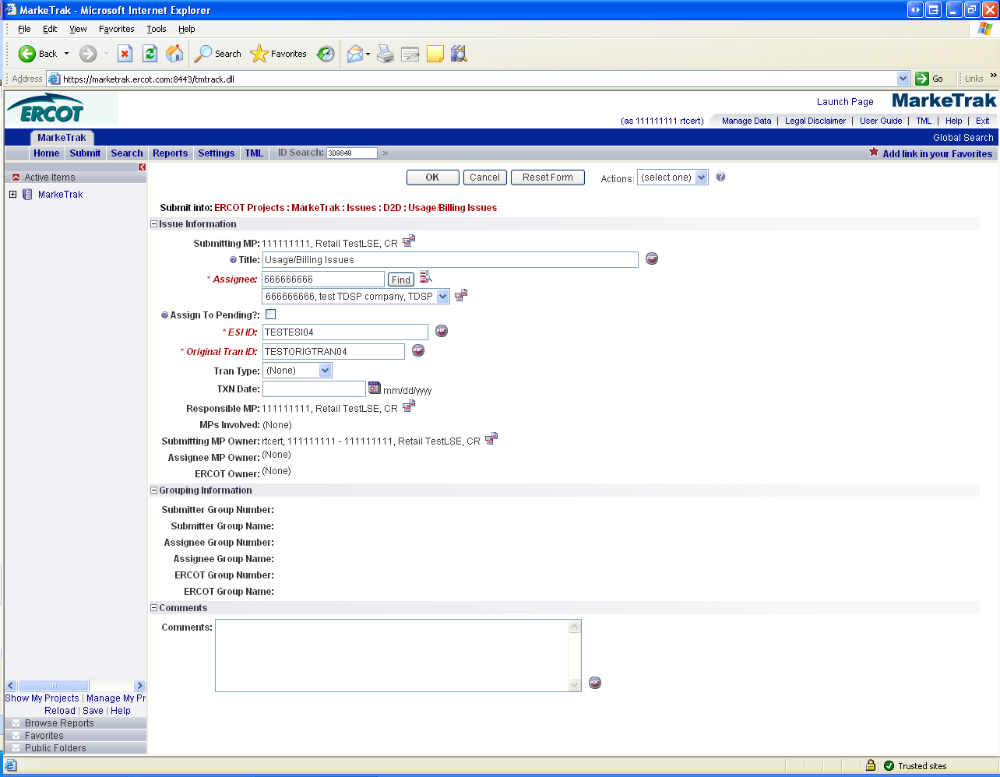 MarkeTrak - Microsoft Internet Explorer
File Edit View Favorites Tools Help
Back Search Favorites
Address https://marketrak.ercot.com:8443/tmtrack.dll Go Links »
ERCOT
Launch Page MarkeTrak
(as 111111111 rtcert) Manage Data | Legal Disclaimer | User Guide | TML | Help | Exit
MarkeTrak Global Search
Home Submit Search Reports Settings TML ID Search: 309849 » Add link in your Favorites
Active Items
MarkeTrak
OK Cancel Reset Form Actions: (select one)
Submit into: ERCOT Projects : MarkeTrak : Issues : D2D : Usage/Billing Issues
Issue Information
Submitting MP: 111111111, Retail TestLSE, CR
Title: Usage/Billing Issues
* Assignee: 666666666 Find
666666666, test TDSP company, TDSP
Assign To Pending?:
* ESI ID: TESTESI04
* Original Tran ID: TESTORIGTRAN04
Tran Type: (None)
TXN Date: mm/dd/yyyy
Responsible MP: 111111111, Retail TestLSE, CR
MPs Involved: (None)
Submitting MP Owner: rtcert, 111111111 - 111111111, Retail TestLSE, CR
Assignee MP Owner: (None)
ERCOT Owner: (None)
Grouping Information
Submitter Group Number:
Submitter Group Name:
Assignee Group Number:
Assignee Group Name:
ERCOT Group Number:
ERCOT Group Name:
Comments
Comments:
Show My Projects | Manage My Pr
Reload | Save | Help
Browse Reports
Favorites
Public Folders
Trusted sites